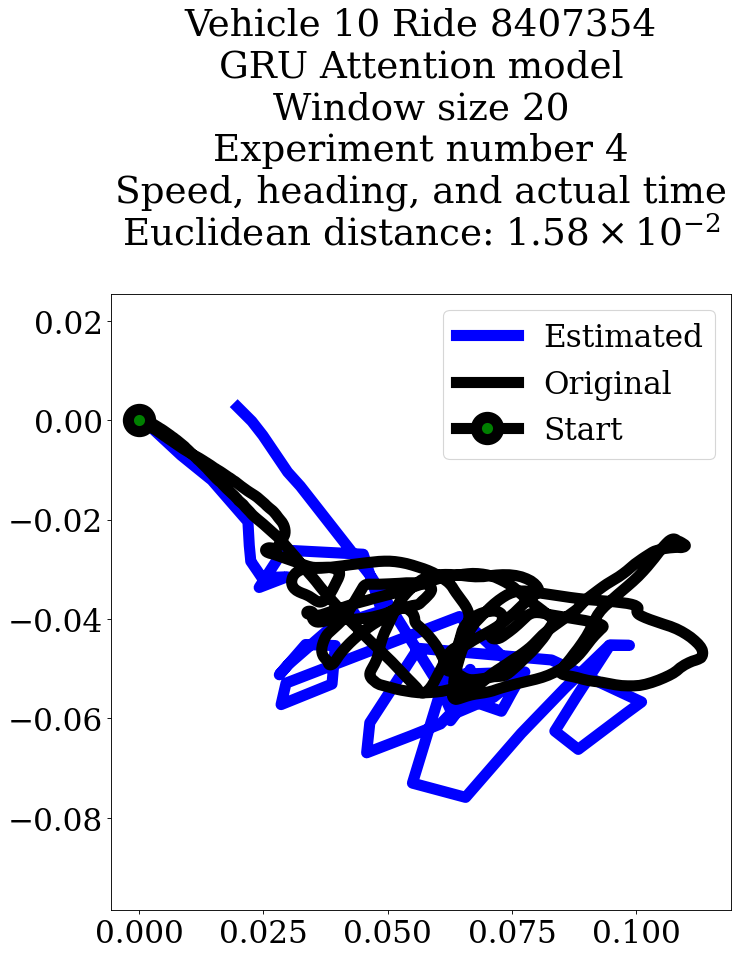 Vehicle 10 Ride 8407354
GRU Attention model
Window size 20
Experiment number 4
Speed, heading, and actual time
Euclidean distance: 1.58 × 10⁻²
Estimated
Original
Start
0.02
0.00
−0.02
−0.04
−0.06
−0.08
0.000 0.025 0.050 0.075 0.100